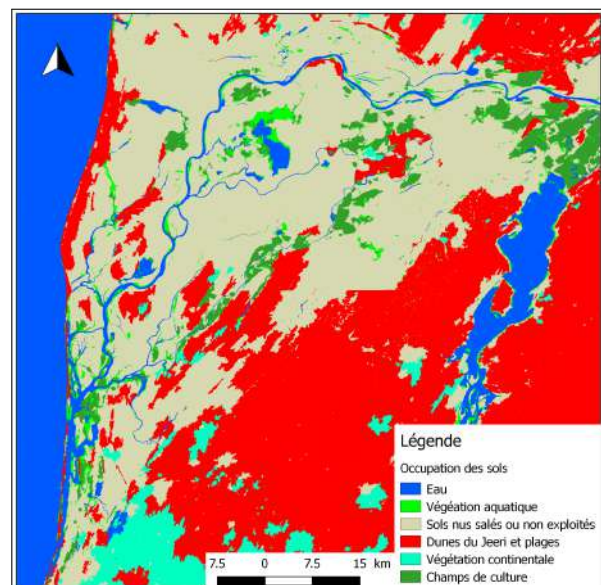 Légende
Occupation des sols
Eau
Végéation aquatique
Sols nus salés ou non exploités
Dunes du Jeeri et plages
Végétation continentale
Champs de culture
7.5 0 7.5 15 km